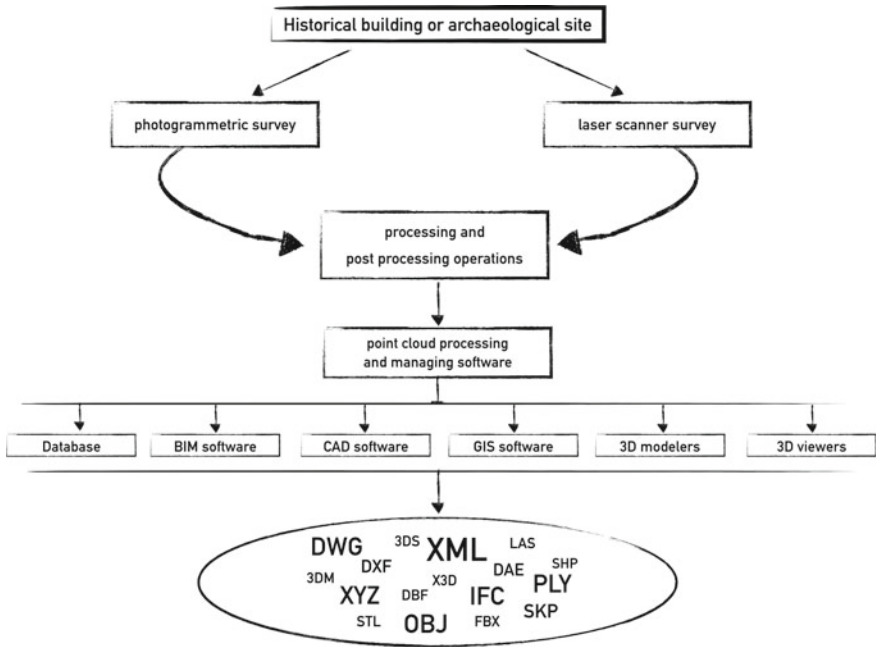 Historical building or archaeological site
photogrammetric survey
laser scanner survey
processing and
post processing operations
point cloud processing
and managing software
Database
BIM software
CAD software
GIS software
3D modelers
3D viewers
DWG
3DS
XML
LAS
DXF
DAE
SHP
3DM
X3D
PLY
XYZ
DBF
IFC
SKP
STL
OBJ
FBX